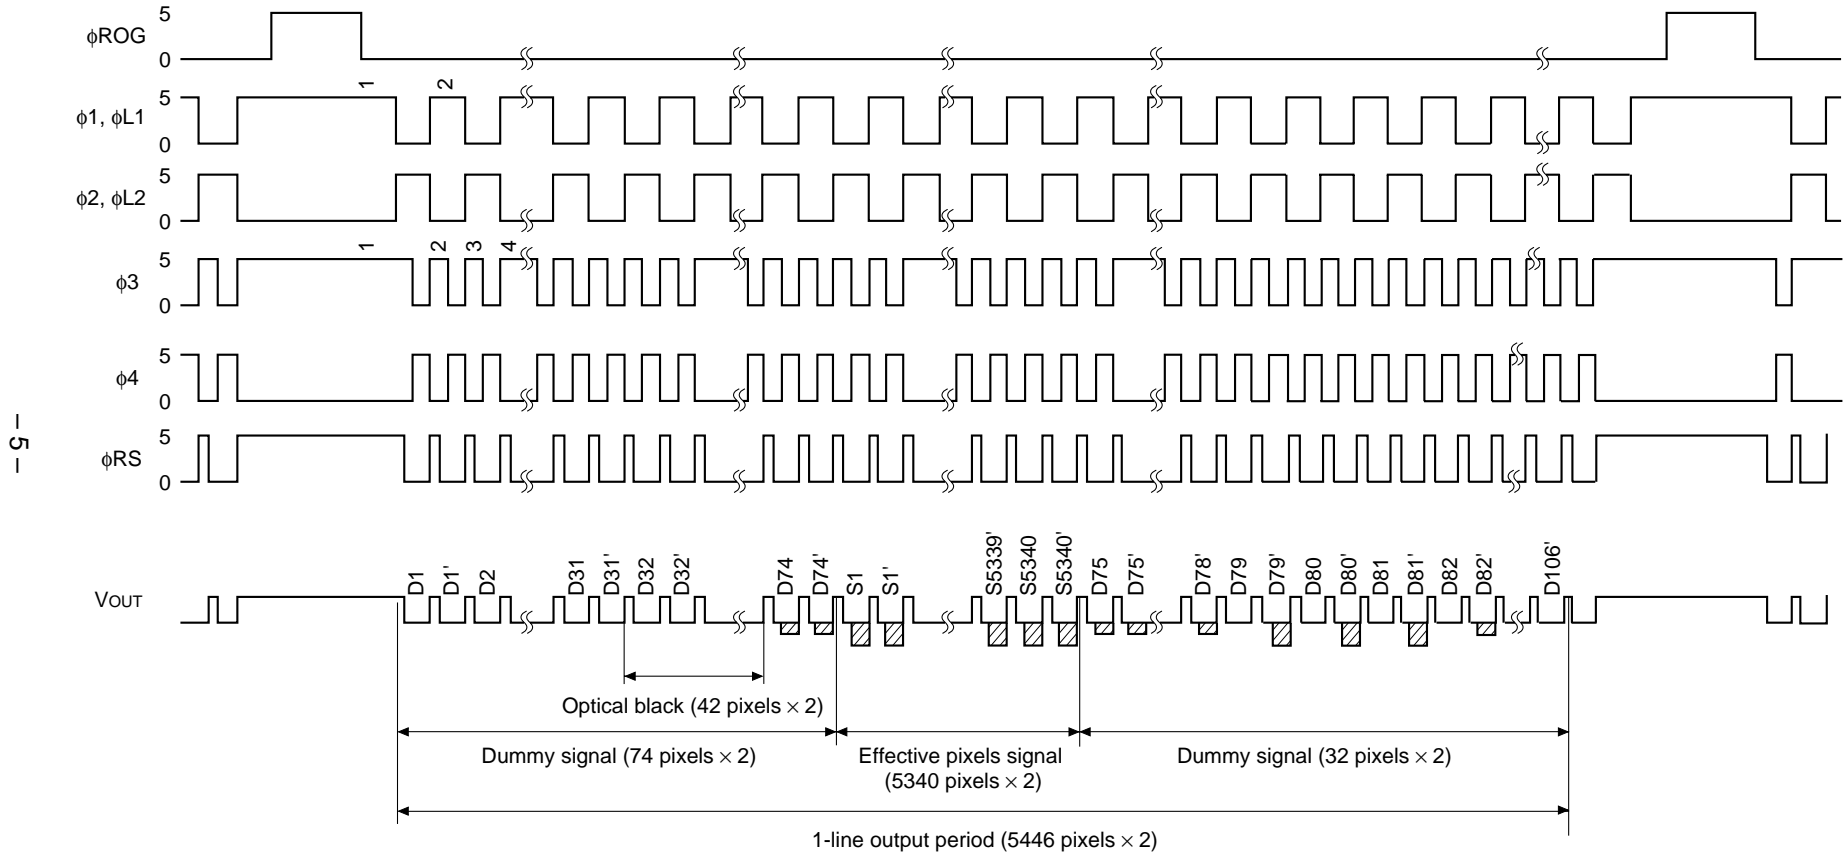 5
φROG
0
1
2
5
φ1, φL1
0
5
φ2, φL2
0
1
2
3
4
5
φ3
0
5
φ4
0
5
φRS
0
– 5 –
VOUT
D1
D1'
D2
D31
D31'
D32
D32'
D74
D74'
S1
S1'
S5339'
S5340
S5340'
D75
D75'
D78'
D79
D79'
D80
D80'
D81
D81'
D82
D82'
D106'
Optical black (42 pixels × 2)
Dummy signal (74 pixels × 2)
Effective pixels signal
(5340 pixels × 2)
Dummy signal (32 pixels × 2)
1-line output period (5446 pixels × 2)